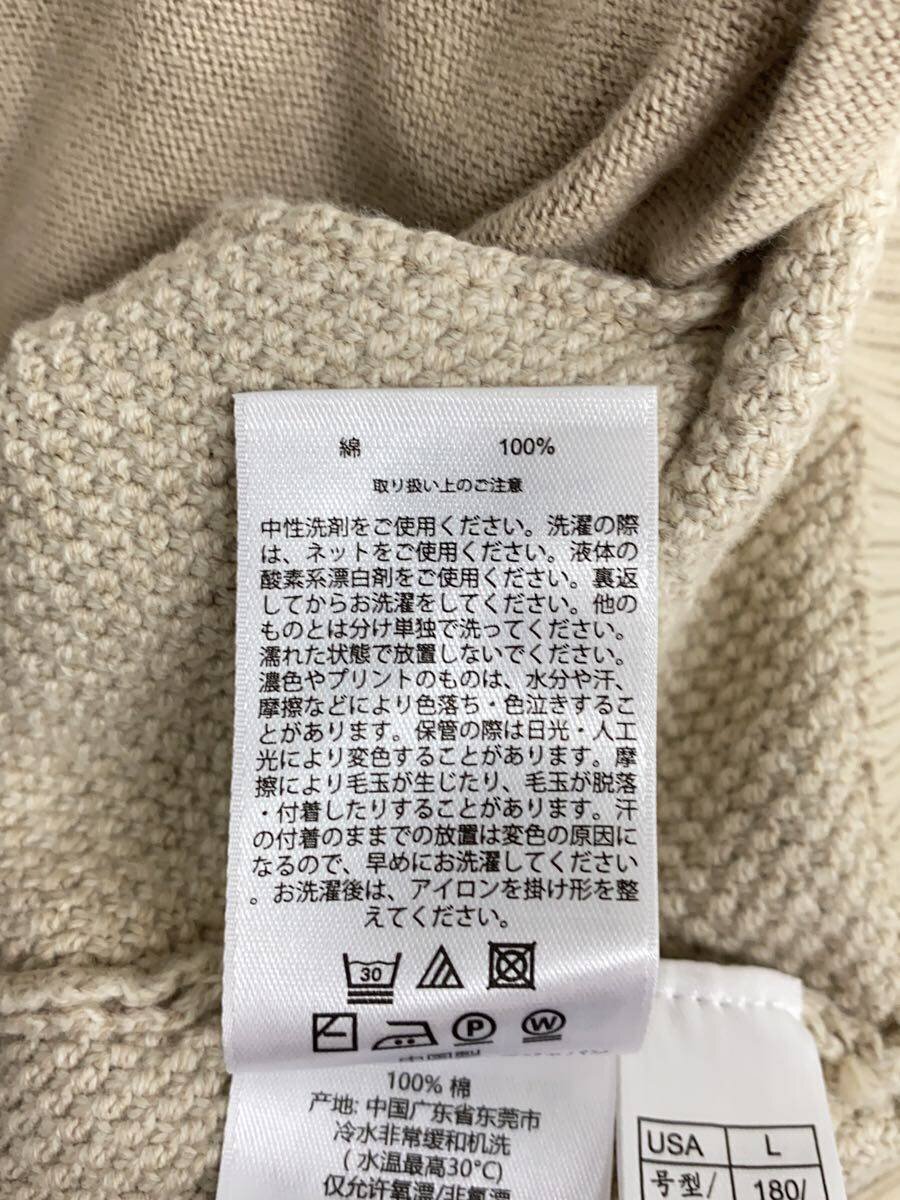 綿 100%
取り扱い上のご注意
中性洗剤をご使用ください。洗濯の際
は、ネットをご使用ください。液体の
酸素系漂白剤をご使用ください。裏返
してからお洗濯をしてください。他の
ものとは分け単独で洗ってください。
濡れた状態で放置しないでください。
濃色やプリントのものは、水分や汗、
摩擦などにより色落ち・色泣きするこ
とがあります。保管の際は日光・人工
光により変色することがあります。摩
擦により毛玉が生じたり、毛玉が脱落
・付着したりすることがあります。汗
の付着のままでの放置は変色の原因に
なるので、早めにお洗濯してください
。お洗濯後は、アイロンを掛け形を整
えてください。
30
P W
中国製
100% 棉
产地: 中国广东省东莞市
冷水非常缓和机洗
( 水温最高30°C)
仅允许氧漂/非氯漂
USA L
号型/ 180/